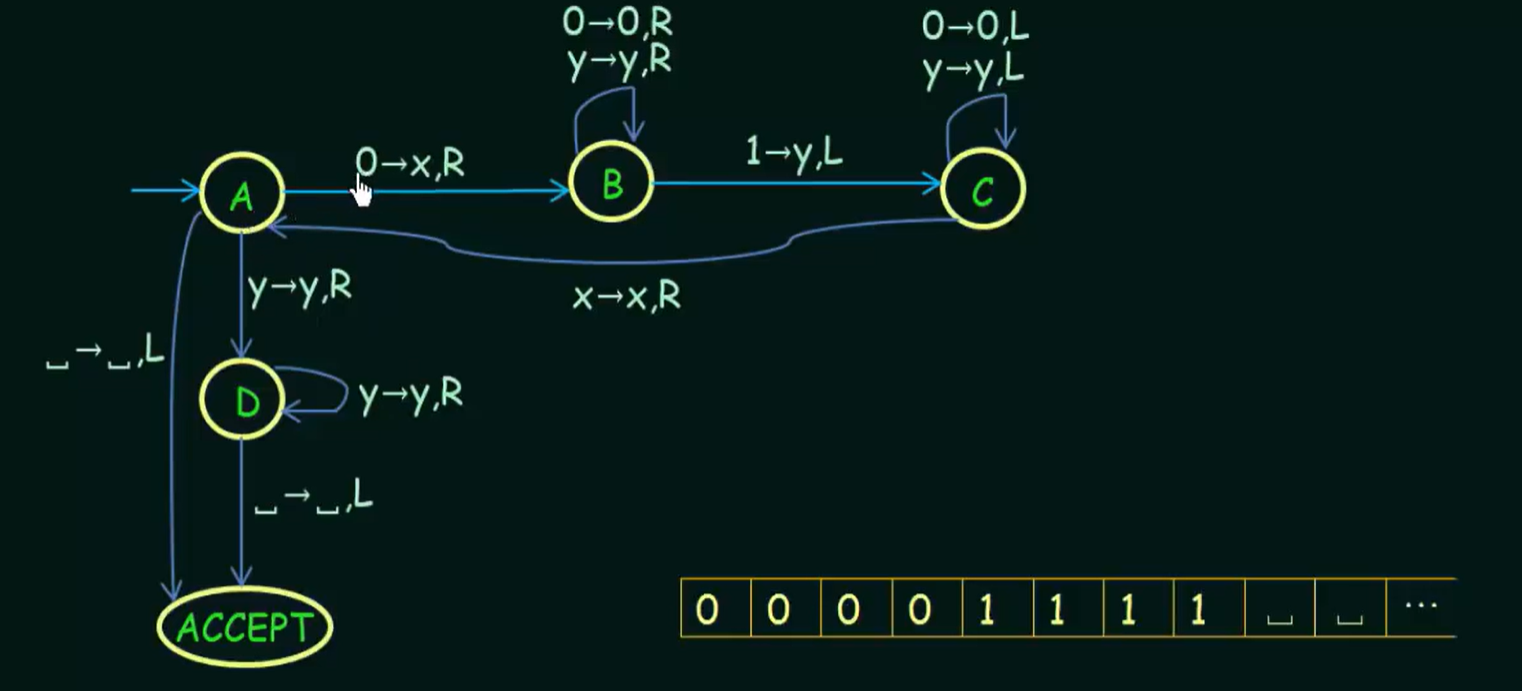 0→0,R
y→y,R
0→0,L
y→y,L
0→x,R
1→y,L
A
B
C
y→y,R
x→x,R
␣→␣,L
D
y→y,R
␣→␣,L
ACCEPT
0 0 0 0 1 1 1 1 ␣ ␣ ...